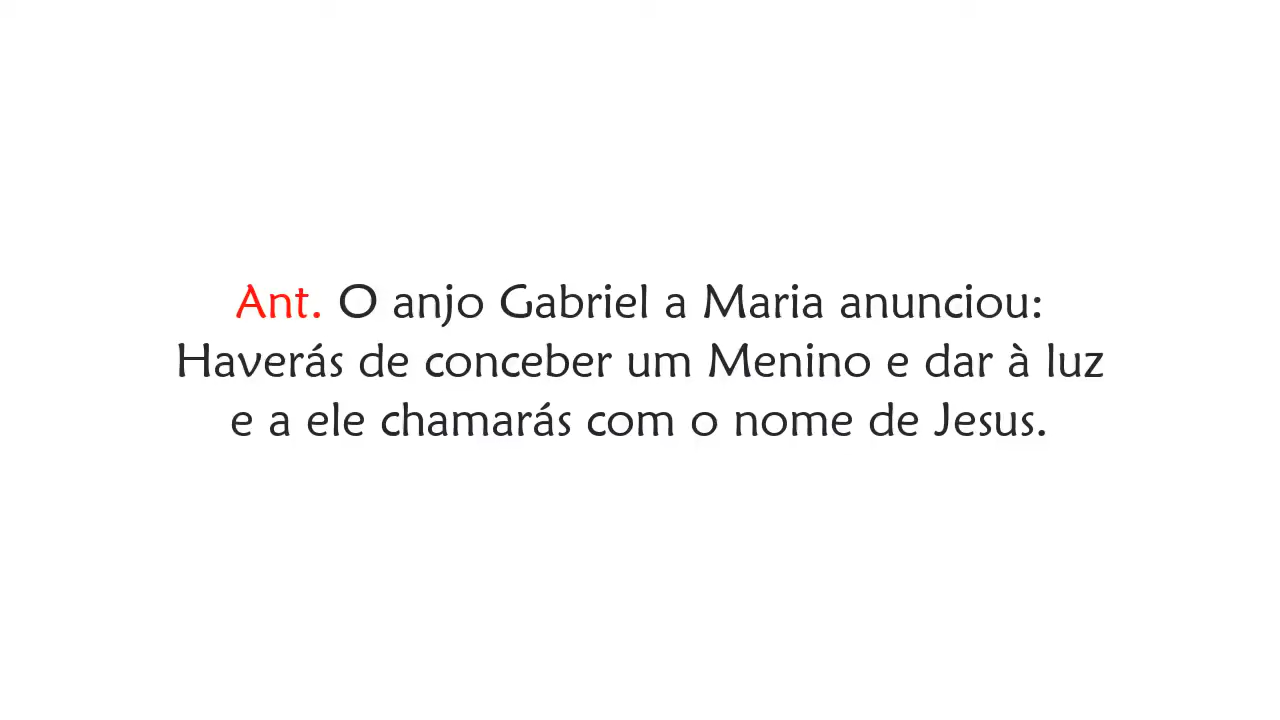 Ant. O anjo Gabriel a Maria anunciou:
Haverás de conceber um Menino e dar à luz
e a ele chamarás com o nome de Jesus.